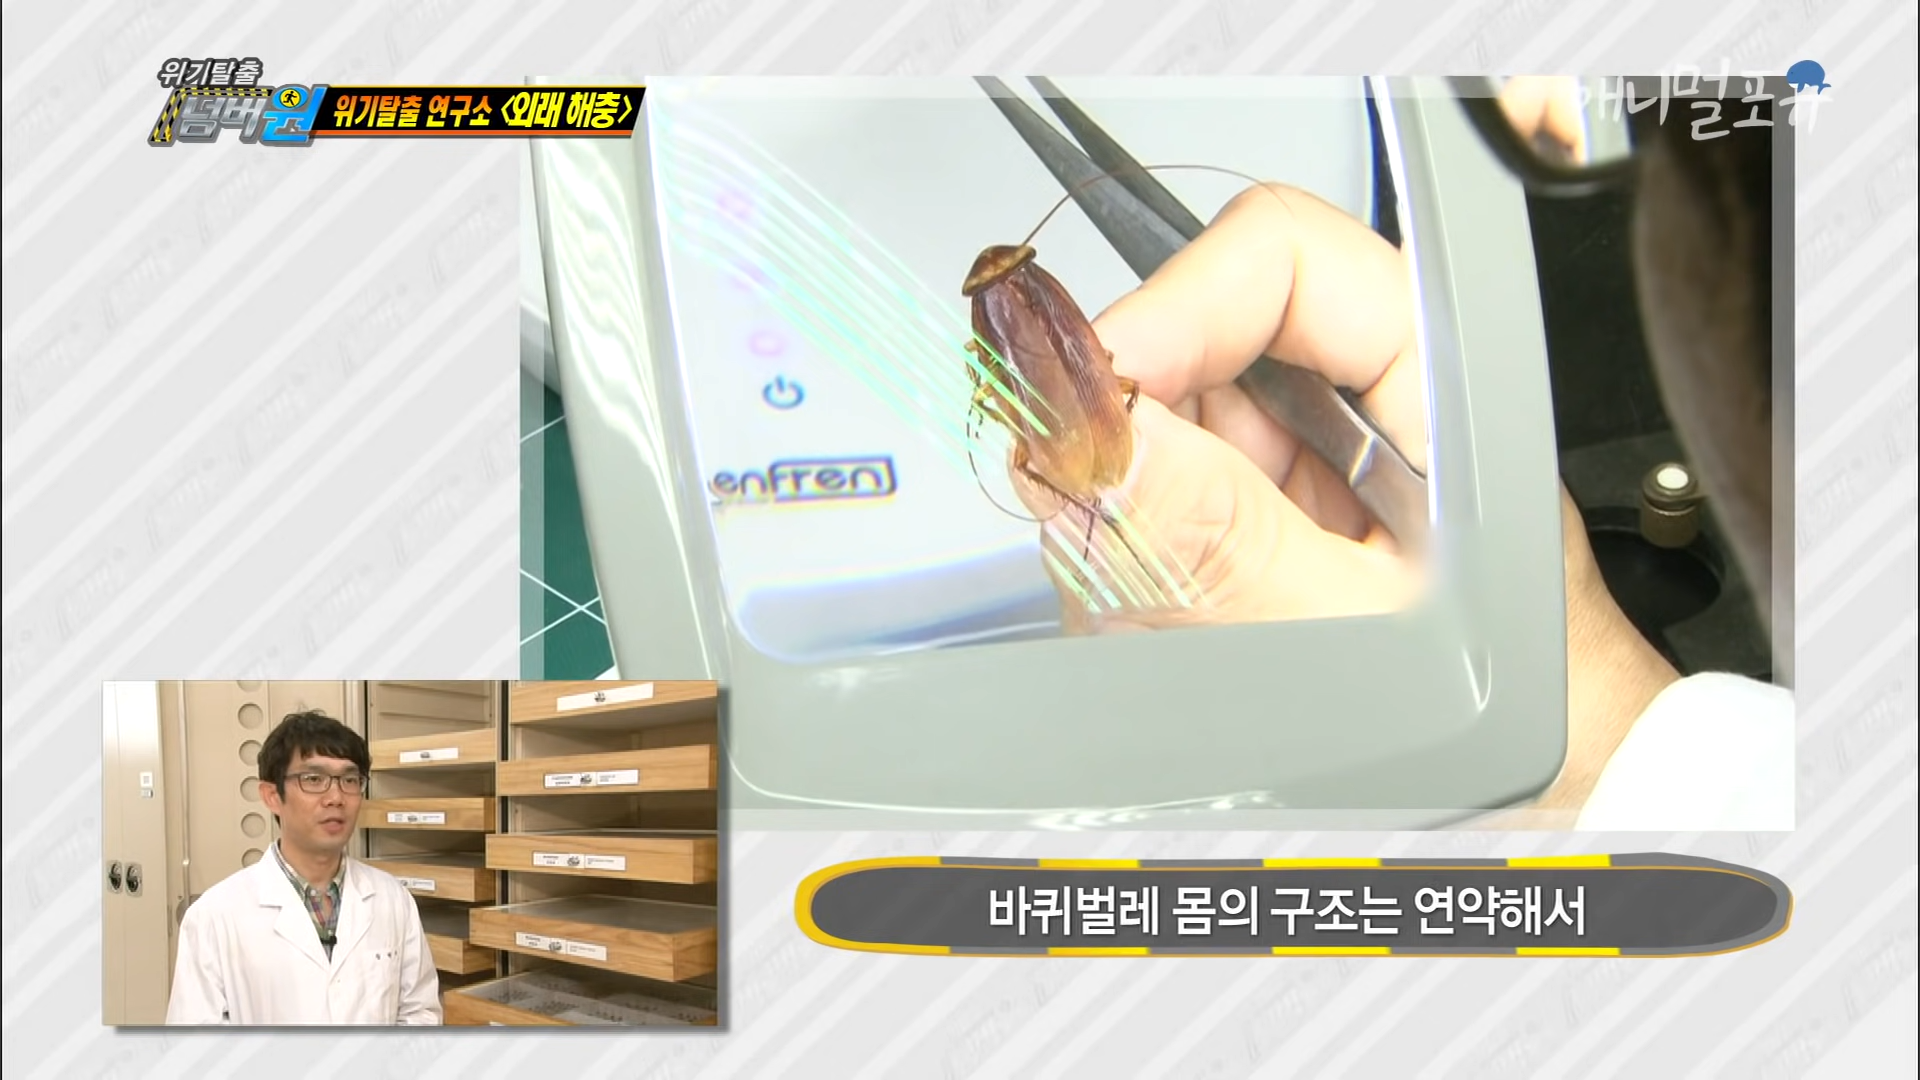 위기탈출
넘버원
위기탈출 연구소 <외래 해충>
애니멀포유
enfren
바퀴벌레 몸의 구조는 연약해서